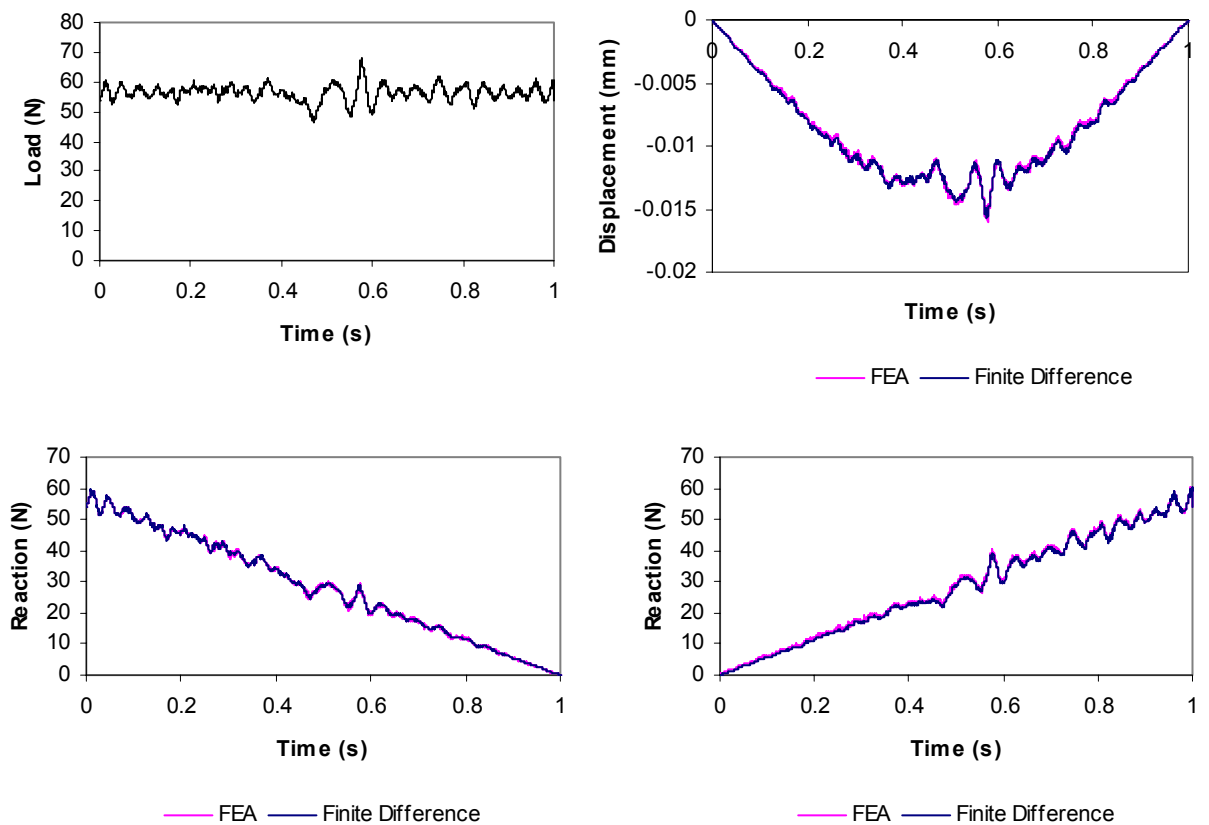 80
70
60
50
40
30
20
10
0
Load (N)
0 0.2 0.4 0.6 0.8 1
Time (s)
0
-0.005
-0.01
-0.015
-0.02
Displacement (mm)
0 0.2 0.4 0.6 0.8 1
Time (s)
FEA Finite Difference
70
60
50
40
30
20
10
0
Reaction (N)
0 0.2 0.4 0.6 0.8 1
Time (s)
FEA Finite Difference
70
60
50
40
30
20
10
0
Reaction (N)
0 0.2 0.4 0.6 0.8 1
Time (s)
FEA Finite Difference